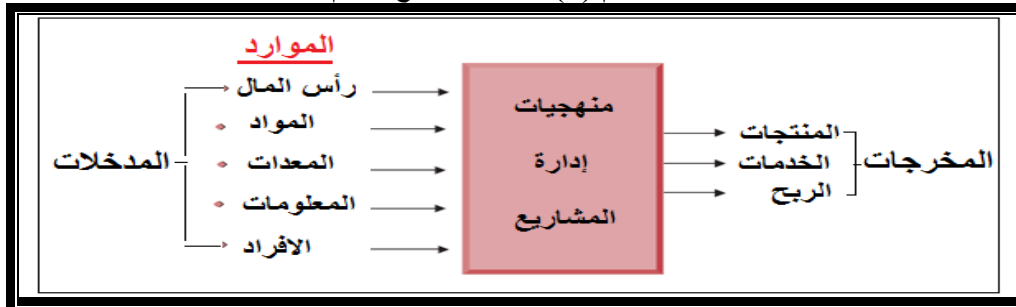 الموارد
رأس المال
المواد
المعدات
المعلومات
الافراد
المدخلات
منهجيات
إدارة
المشاريع
المنتجات
الخدمات
الربح
المخرجات